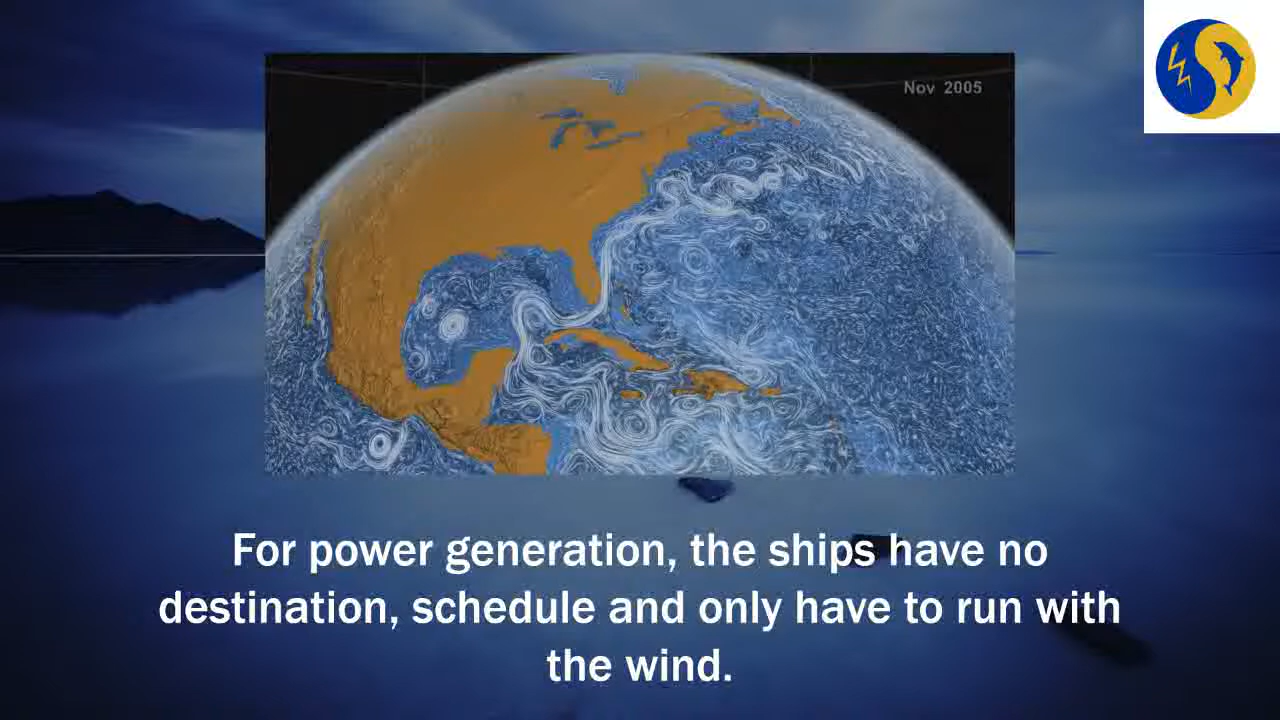 Nov 2005
For power generation, the ships have no
destination, schedule and only have to run with
the wind.